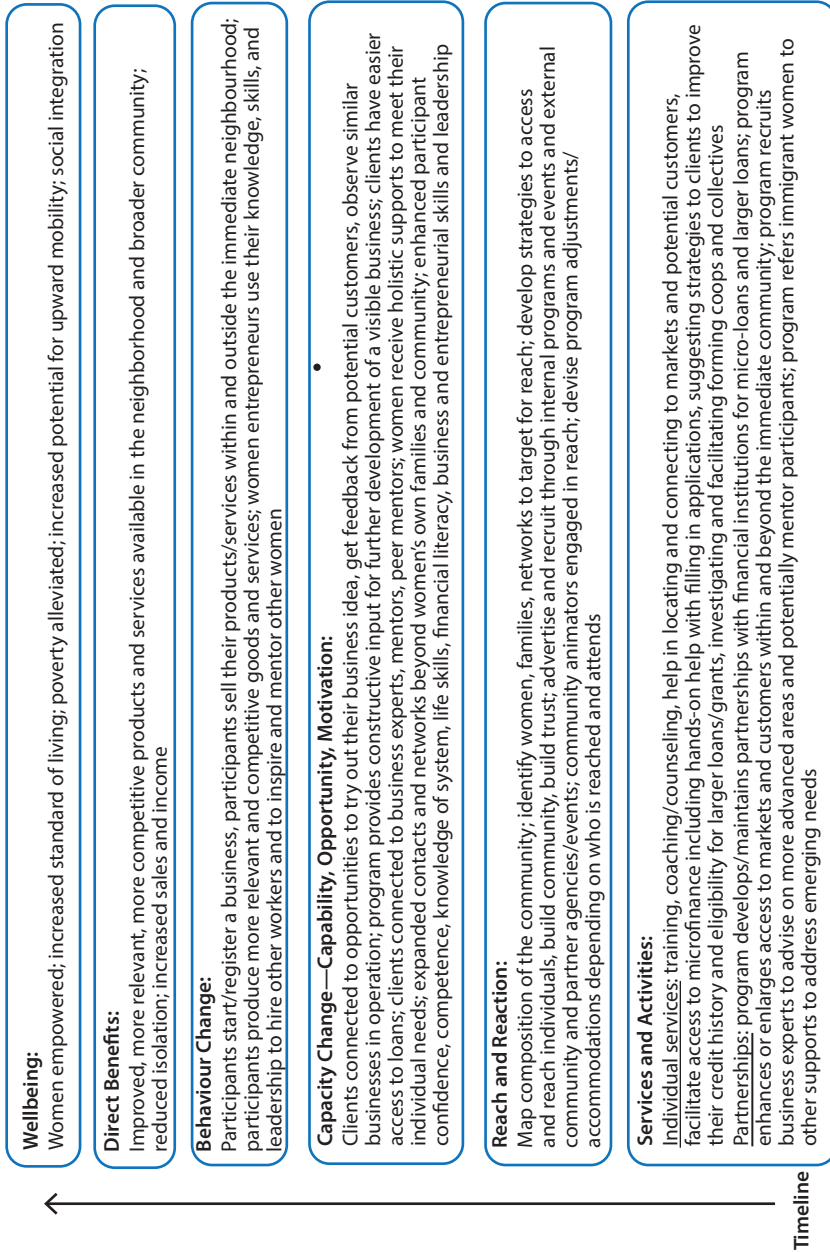 Wellbeing:
Women empowered; increased standard of living; poverty alleviated; increased potential for upward mobility; social integration
Direct Benefits:
Improved, more relevant, more competitive products and services available in the neighborhood and broader community;
reduced isolation; increased sales and income
Behaviour Change:
Participants start/register a business, participants sell their products/services within and outside the immediate neighbourhood;
participants produce more relevant and competitive goods and services; women entrepreneurs use their knowledge, skills, and
leadership to hire other workers and to inspire and mentor other women
•
Capacity Change—Capability, Opportunity, Motivation:
Clients connected to opportunities to try out their business idea, get feedback from potential customers, observe similar
businesses in operation; program provides constructive input for further development of a visible business; clients have easier
access to loans; clients connected to business experts, mentors, peer mentors; women receive holistic supports to meet their
individual needs; expanded contacts and networks beyond women's own families and community; enhanced participant
confidence, competence, knowledge of system, life skills, financial literacy, business and entrepreneurial skills and leadership
Reach and Reaction:
Map composition of the community; identify women, families, networks to target for reach; develop strategies to access
and reach individuals, build community, build trust; advertise and recruit through internal programs and events and external
community and partner agencies/events; community animators engaged in reach; devise program adjustments/
accommodations depending on who is reached and attends
Services and Activities:
Individual services: training, coaching/counseling, help in locating and connecting to markets and potential customers,
facilitate access to microfinance including hands-on help with filling in applications, suggesting strategies to clients to improve
their credit history and eligibility for larger loans/grants, investigating and facilitating forming coops and collectives
Partnerships: program develops/maintains partnerships with financial institutions for micro-loans and larger loans; program
enhances or enlarges access to markets and customers within and beyond the immediate community; program recruits
business experts to advise on more advanced areas and potentially mentor participants; program refers immigrant women to
other supports to address emerging needs
Timeline